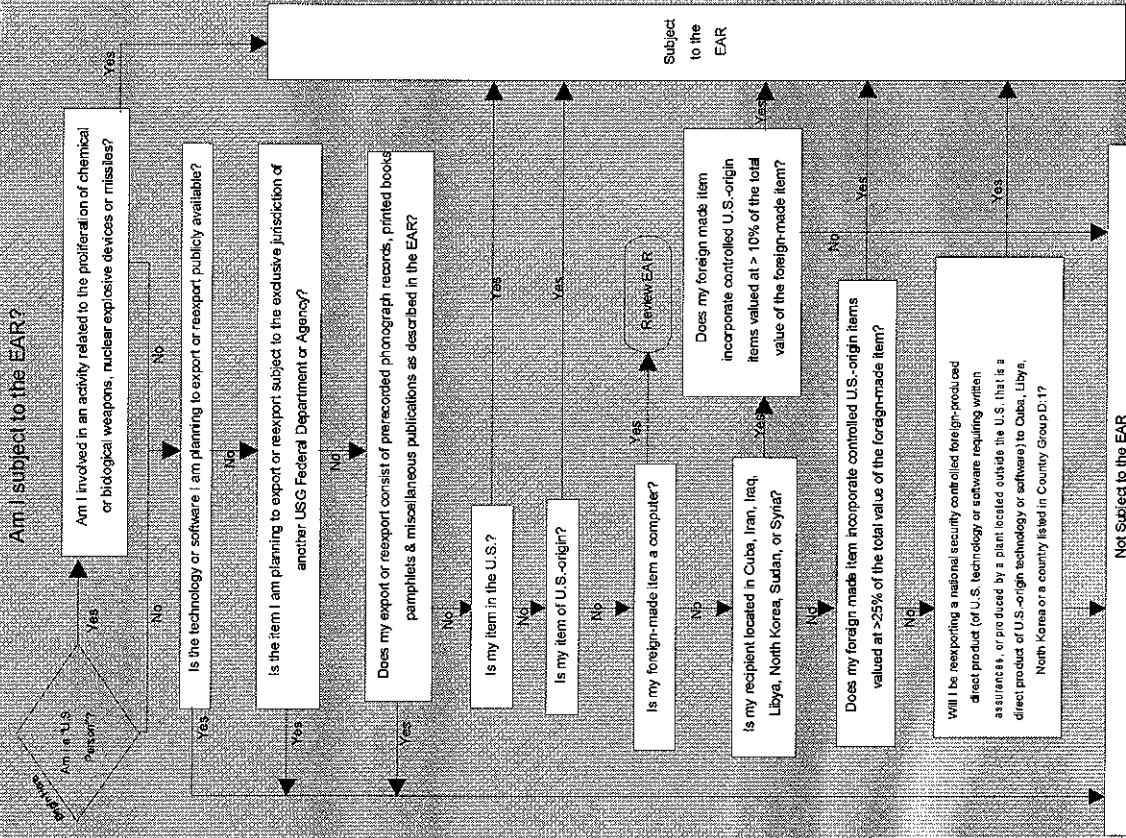 Am I subject to the EAR?
Begin Here
Am I a "U.S.
Person"?
Yes
No
Am I involved in an activity related to the proliferation of chemical
or biological weapons, nuclear explosive devices or missiles?
Yes
No
Is the technology or software I am planning to export or reexport publicly available?
Yes
No
Is the item I am planning to export or reexport subject to the exclusive jurisdiction of
another USG Federal Department or Agency?
Yes
No
Does my export or reexport consist of prerecorded phonograph records, printed books
pamphlets & miscellaneous publications as described in the EAR?
Yes
No
Is my item in the U.S.?
Yes
No
Is my item of U.S.-origin?
Yes
No
Is my foreign-made item a computer?
Yes
Review EAR
No
Is my recipient located in Cuba, Iran, Iraq,
Libya, North Korea, Sudan, or Syria?
Yes
Does my foreign made item
incorporate controlled U.S.-origin
items valued at > 10% of the total
value of the foreign-made item?
Yes
No
No
Does my foreign made item incorporate controlled U.S.-origin items
valued at >25% of the total value of the foreign-made item?
Yes
No
Will I be reexporting a national security controlled foreign-produced
direct product (of U.S. technology or software requiring written
assurances, or produced by a plant located outside the U.S. that is a
direct product of U.S.-origin technology or software) to Cuba, Libya,
North Korea or a country listed in Country Group D:1?
Yes
Subject
to the
EAR
Not Subject to the EAR